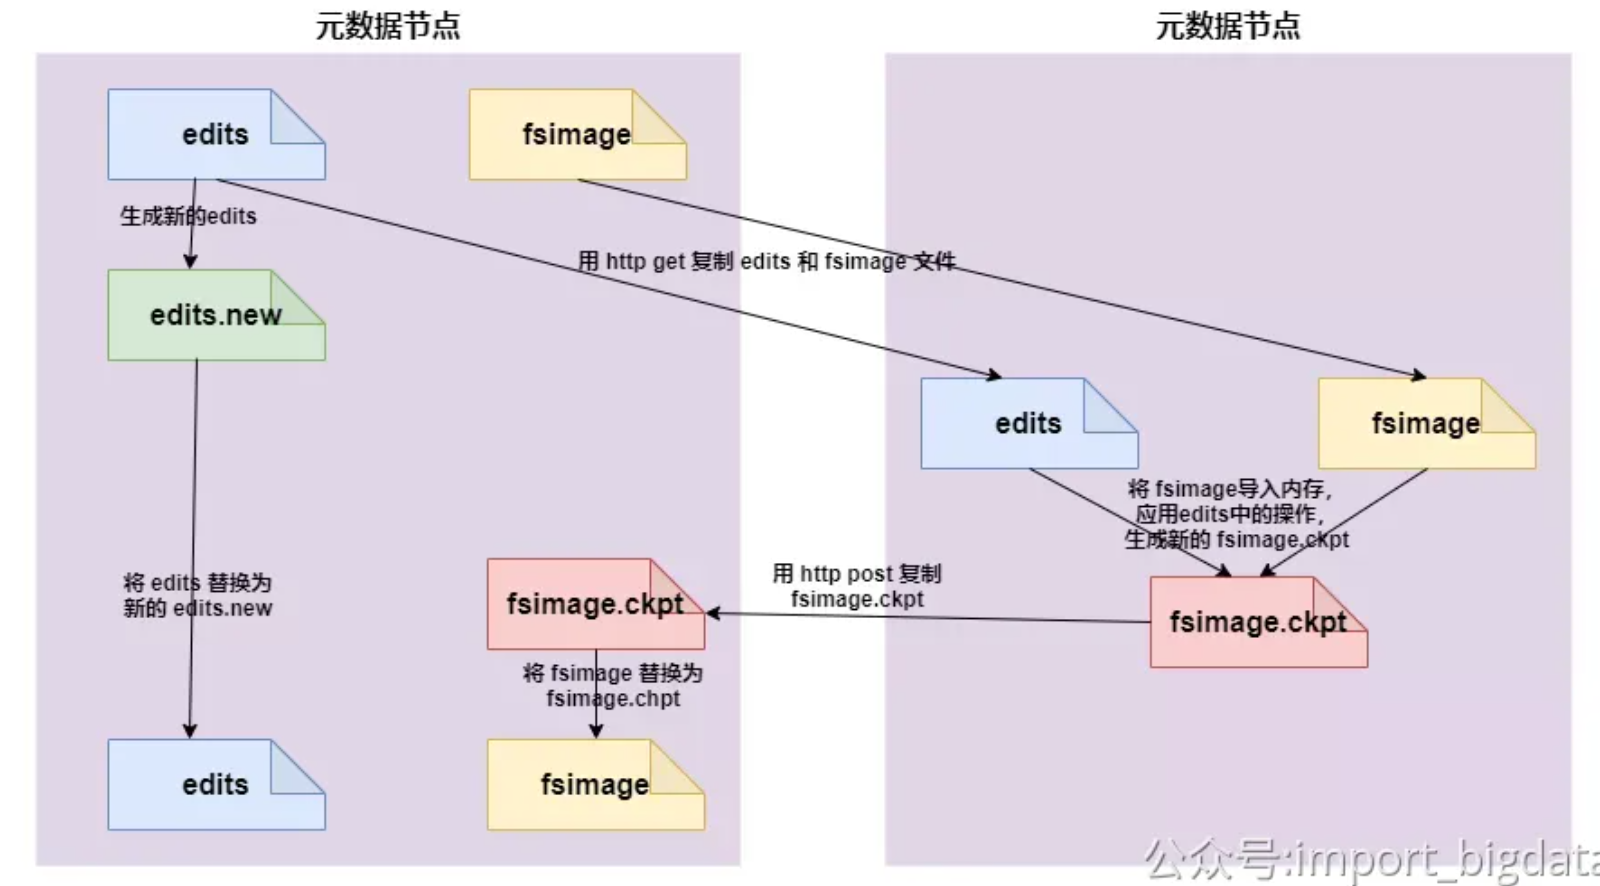 元数据节点
元数据节点
edits
fsimage
生成新的edits
用 http get 复制 edits 和 fsimage 文件
edits.new
edits
fsimage
将 fsimage导入内存，
应用edits中的操作，
生成新的 fsimage.ckpt
将 edits 替换为
新的 edits.new
fsimage.ckpt
用 http post 复制
fsimage.ckpt
fsimage.ckpt
将 fsimage 替换为
fsimage.chpt
edits
fsimage
公众号:import_bigdata